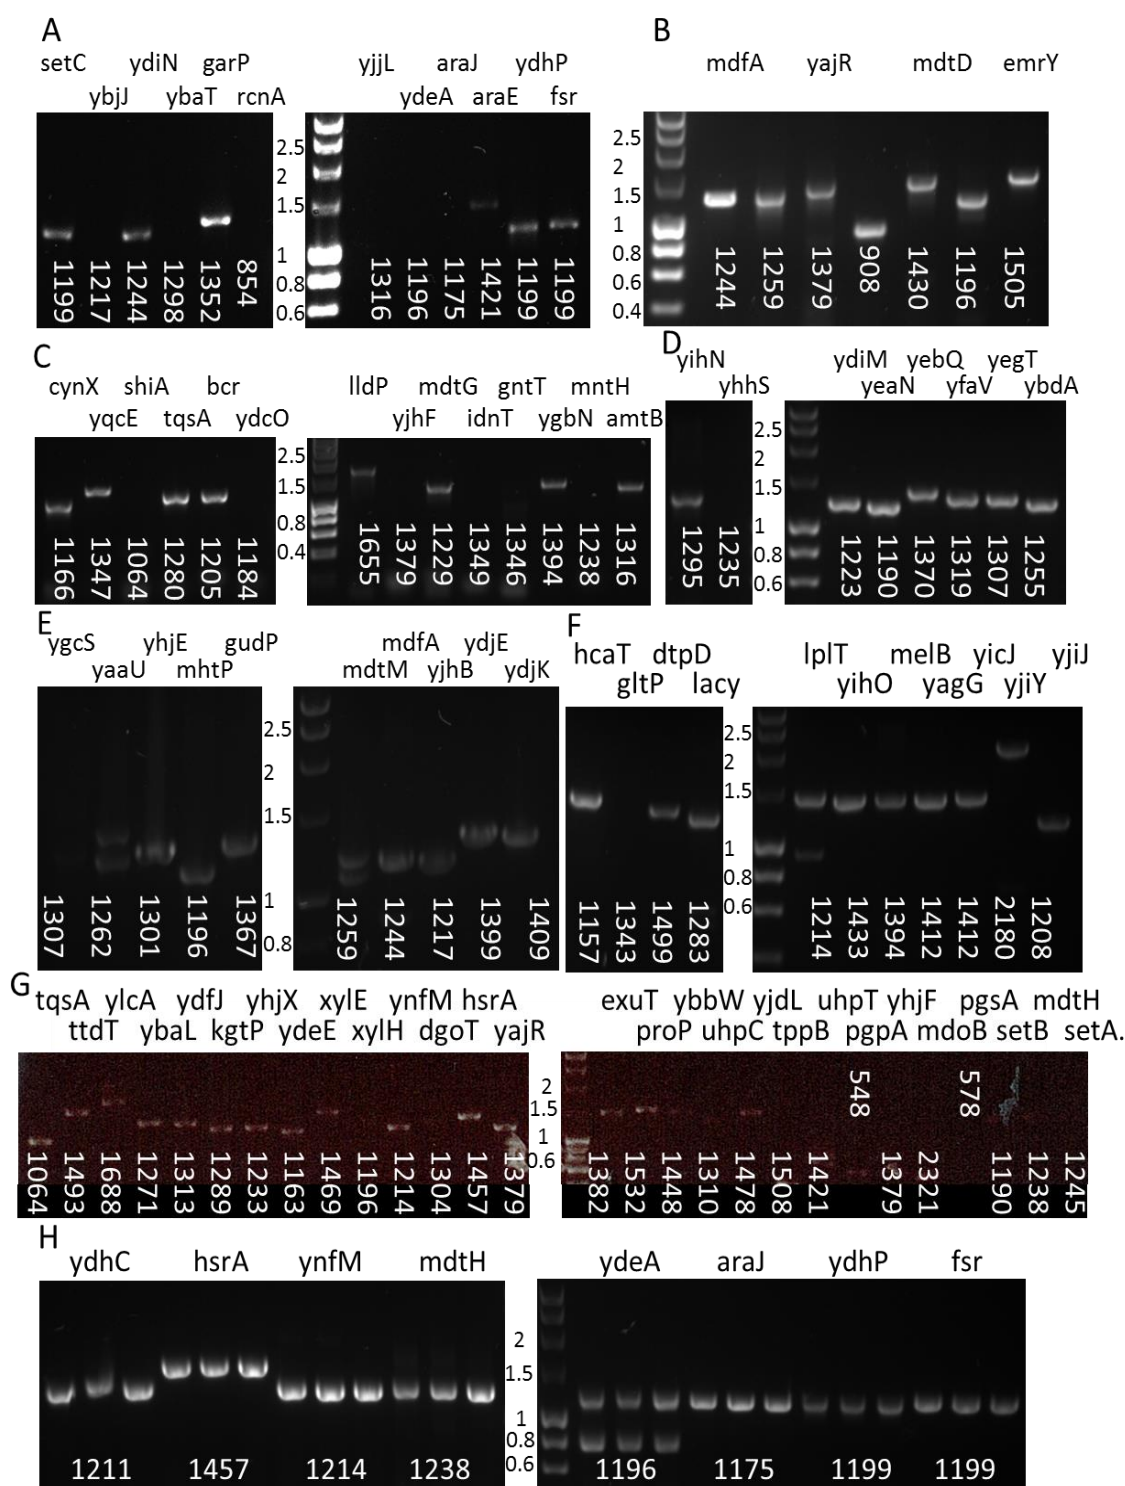 A
B
setC ydiN garP yjjL araJ ydhP mdfA yajR mdtD emrY
ybjJ ybaT rcnA ydeA araE fsr
2.5
2
1.5
1
0.8
0.6
2.5
2
1.5
1
0.8
0.6
0.4
1199 1217 1244 1298 1352 854
1316 1196 1175 1421 1199 1199
1244 1259 1379 908 1430 1196 1505
C
D
cynX shiA bcr lldP mdtG gntT mntH
yqcE tqsA ydcO yjhF idnT ygbN amtB
yihN ydiM yebQ yegT
yhhS yeaN yfaV ybdA
2.5
1.5
0.8
0.4
2.5
2
1.5
1
0.8
0.6
1166 1347 1064 1280 1205 1184
1655 1379 1229 1349 1346 1394 1238 1316
1295 1235
1223 1190 1370 1319 1307 1255
E
F
ygcS yhjE gudP mdfA ydjE
yaaU mhtP mdtM yjhB ydjK
hcaT dtpD lplT melB yicJ yjiJ
gltP lacy yihO yagG yjiY
2.5
2
1.5
1
0.8
2.5
2
1.5
1
0.8
0.6
1307 1262 1301 1196 1367
1259 1244 1217 1399 1409
1157 1343 1499 1283
1214 1433 1394 1412 1412 2180 1208
G
tqsA ylcA ydfJ yhjX xylE ynfM hsrA exuT ybbW yjdL uhpT yhjF pgsA mdtH
ttdT ybaL kgtP ydeE xylH dgoT yajR proP uhpC tppB pgpA mdoB setB setA.
2
1.5
1
0.6
1064 1493 1688 1271 1313 1289 1233 1163 1469 1196 1214 1304 1457 1379
1382 1532 1448 1310 1478 1508 1421 548 1379 2321 578 1190 1238 1245
H
ydhC hsrA ynfM mdtH ydeA araJ ydhP fsr
2
1.5
1
0.8
0.6
1211 1457 1214 1238 1196 1175 1199 1199